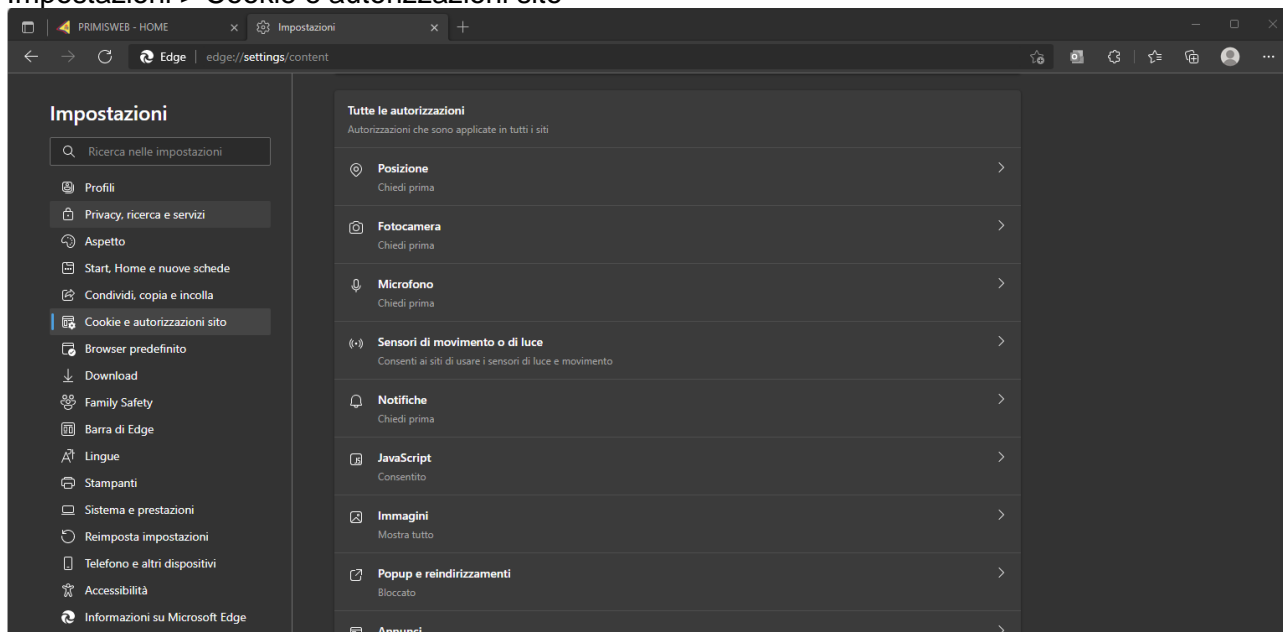 Impostazioni > Cookie e autorizzazioni sito
PRIMISWEB - HOME
Impostazioni
Edge
edge://settings/content
Impostazioni
Ricerca nelle impostazioni
Profili
Privacy, ricerca e servizi
Aspetto
Start, Home e nuove schede
Condividi, copia e incolla
Cookie e autorizzazioni sito
Browser predefinito
Download
Family Safety
Barra di Edge
Lingue
Stampanti
Sistema e prestazioni
Reimposta impostazioni
Telefono e altri dispositivi
Accessibilità
Informazioni su Microsoft Edge
Tutte le autorizzazioni
Autorizzazioni che sono applicate in tutti i siti
Posizione
Chiedi prima
Fotocamera
Chiedi prima
Microfono
Chiedi prima
Sensori di movimento o di luce
Consenti ai siti di usare i sensori di luce e movimento
Notifiche
Chiedi prima
JavaScript
Consentito
Immagini
Mostra tutto
Popup e reindirizzamenti
Bloccato
Annunci